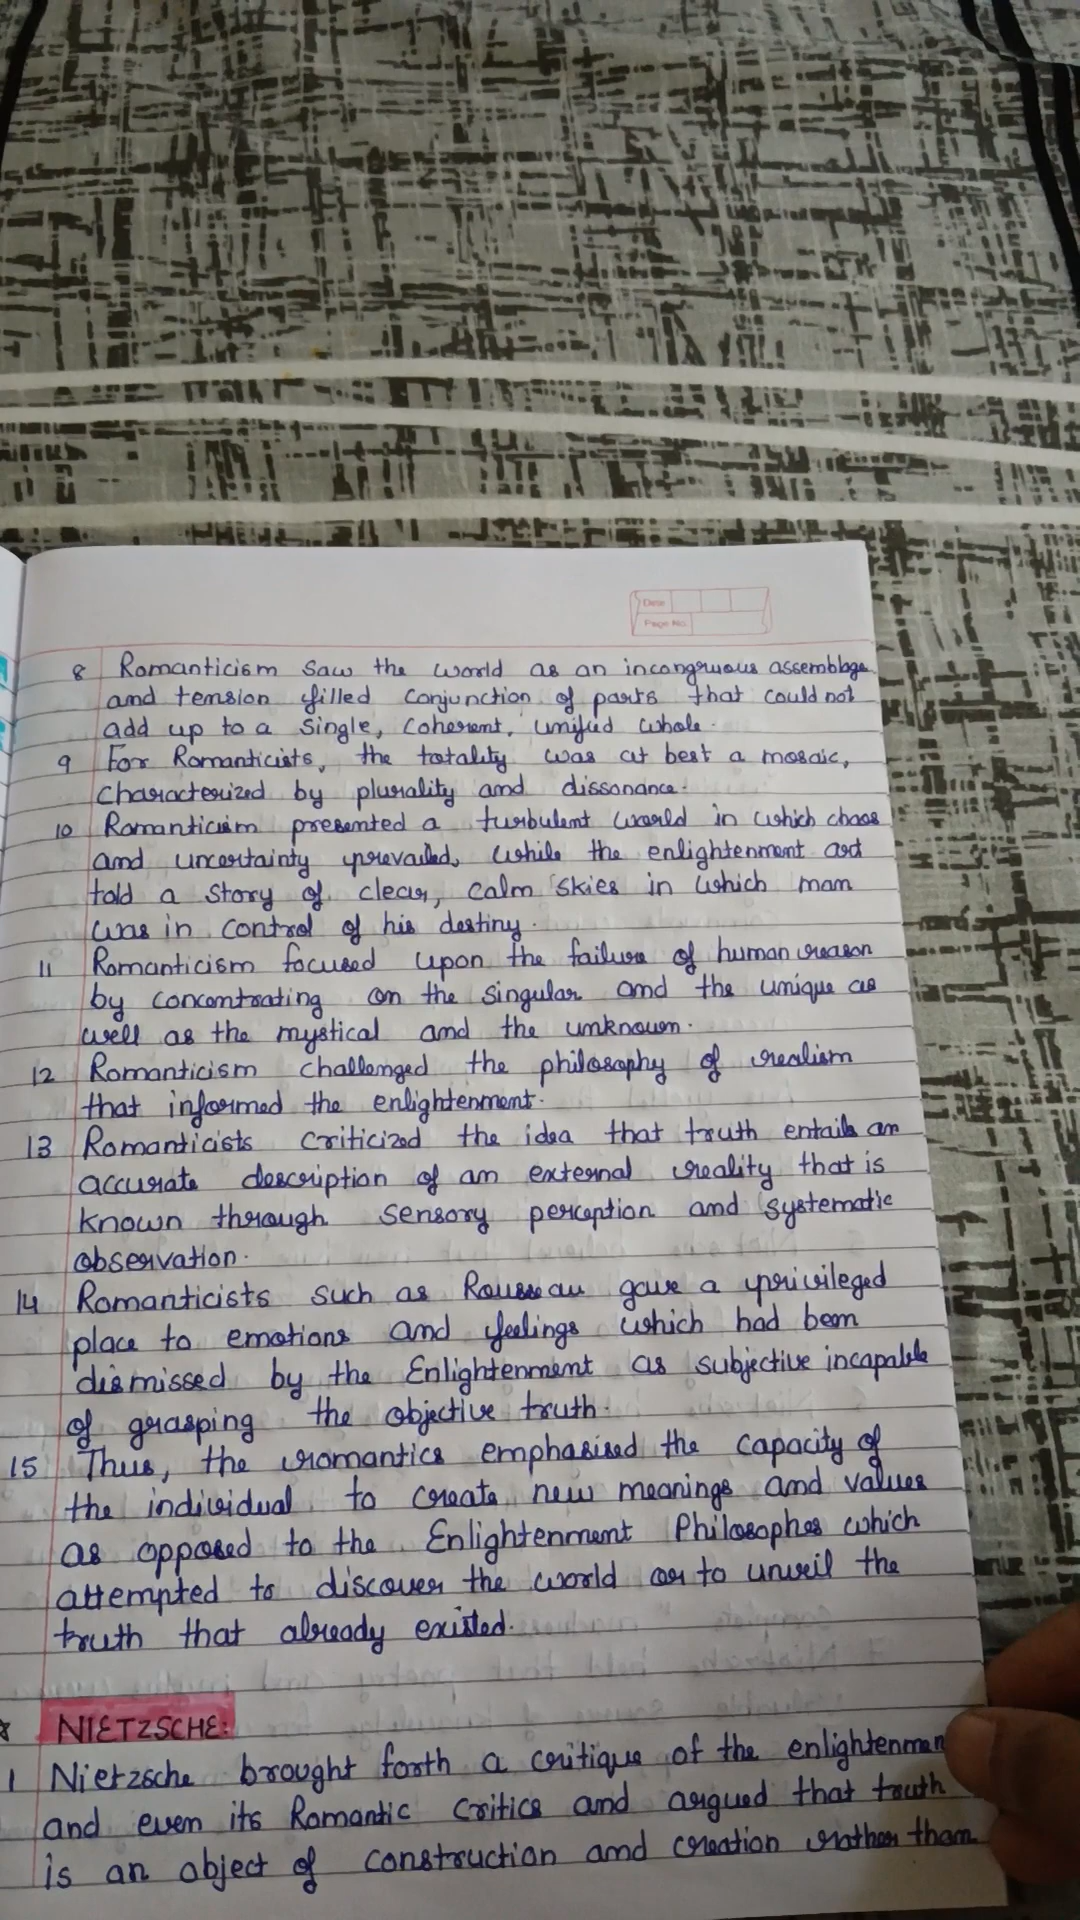 Date
Page No.
8 Romanticism saw the world as an incongruous assemblage
and tension filled conjunction of parts that could not
add up to a single, coherent, unified whole.
9 For Romanticists, the totality was at best a mosaic,
characterized by plurality and dissonance.
10 Romanticism presented a turbulent world in which chaos
and uncertainty prevailed, while the enlightenment art
told a story of clear, calm skies in which man
was in control of his destiny.
11 Romanticism focused upon the failure of human reason
by concentrating on the singular and the unique as
well as the mystical and the unknown.
12 Romanticism challenged the philosophy of realism
that informed the enlightenment.
13 Romanticists criticized the idea that truth entails an
accurate description of an external reality that is
known through sensory perception and systematic
observation.
14 Romanticists such as Rousseau gave a privileged
place to emotions and feelings which had been
dismissed by the Enlightenment as subjective incapable
of grasping the objective truth.
15 Thus, the romantics emphasised the capacity of
the individual to create new meanings and values
as opposed to the Enlightenment Philosophes which
attempted to discover the world or to unveil the
truth that already existed.
NIETZSCHE:
1 Nietzsche brought forth a critique of the enlightenmen
and even its Romantic critics and argued that truth
is an object of construction and creation rather than